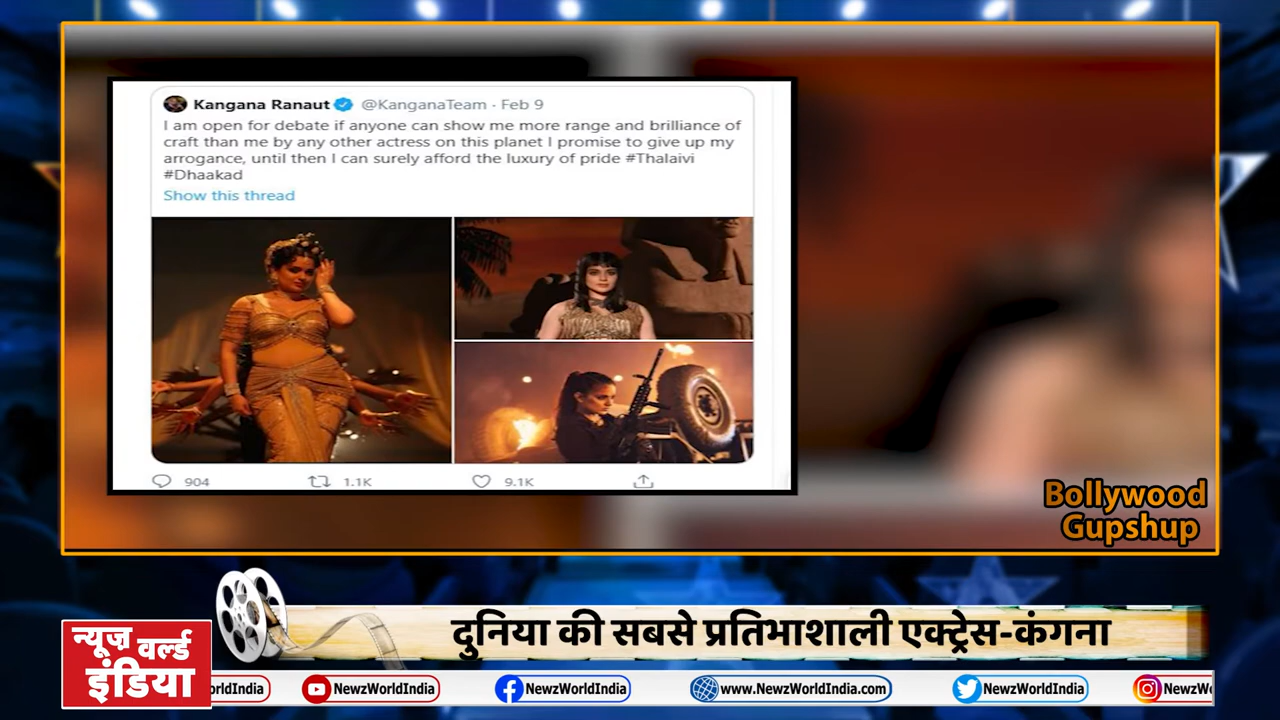 Kangana Ranaut @KanganaTeam · Feb 9
I am open for debate if anyone can show me more range and brilliance of
craft than me by any other actress on this planet I promise to give up my
arrogance, until then I can surely afford the luxury of pride #Thalaivi
#Dhaakad
Show this thread
904 1.1K 9.1K
Bollywood
Gupshup
दुनिया की सबसे प्रतिभाशाली एक्ट्रेस-कंगना
न्यूज़ वर्ल्ड
इंडिया
orldIndia NewzWorldIndia NewzWorldIndia www.NewzWorldIndia.com NewzWorldIndia NewzW